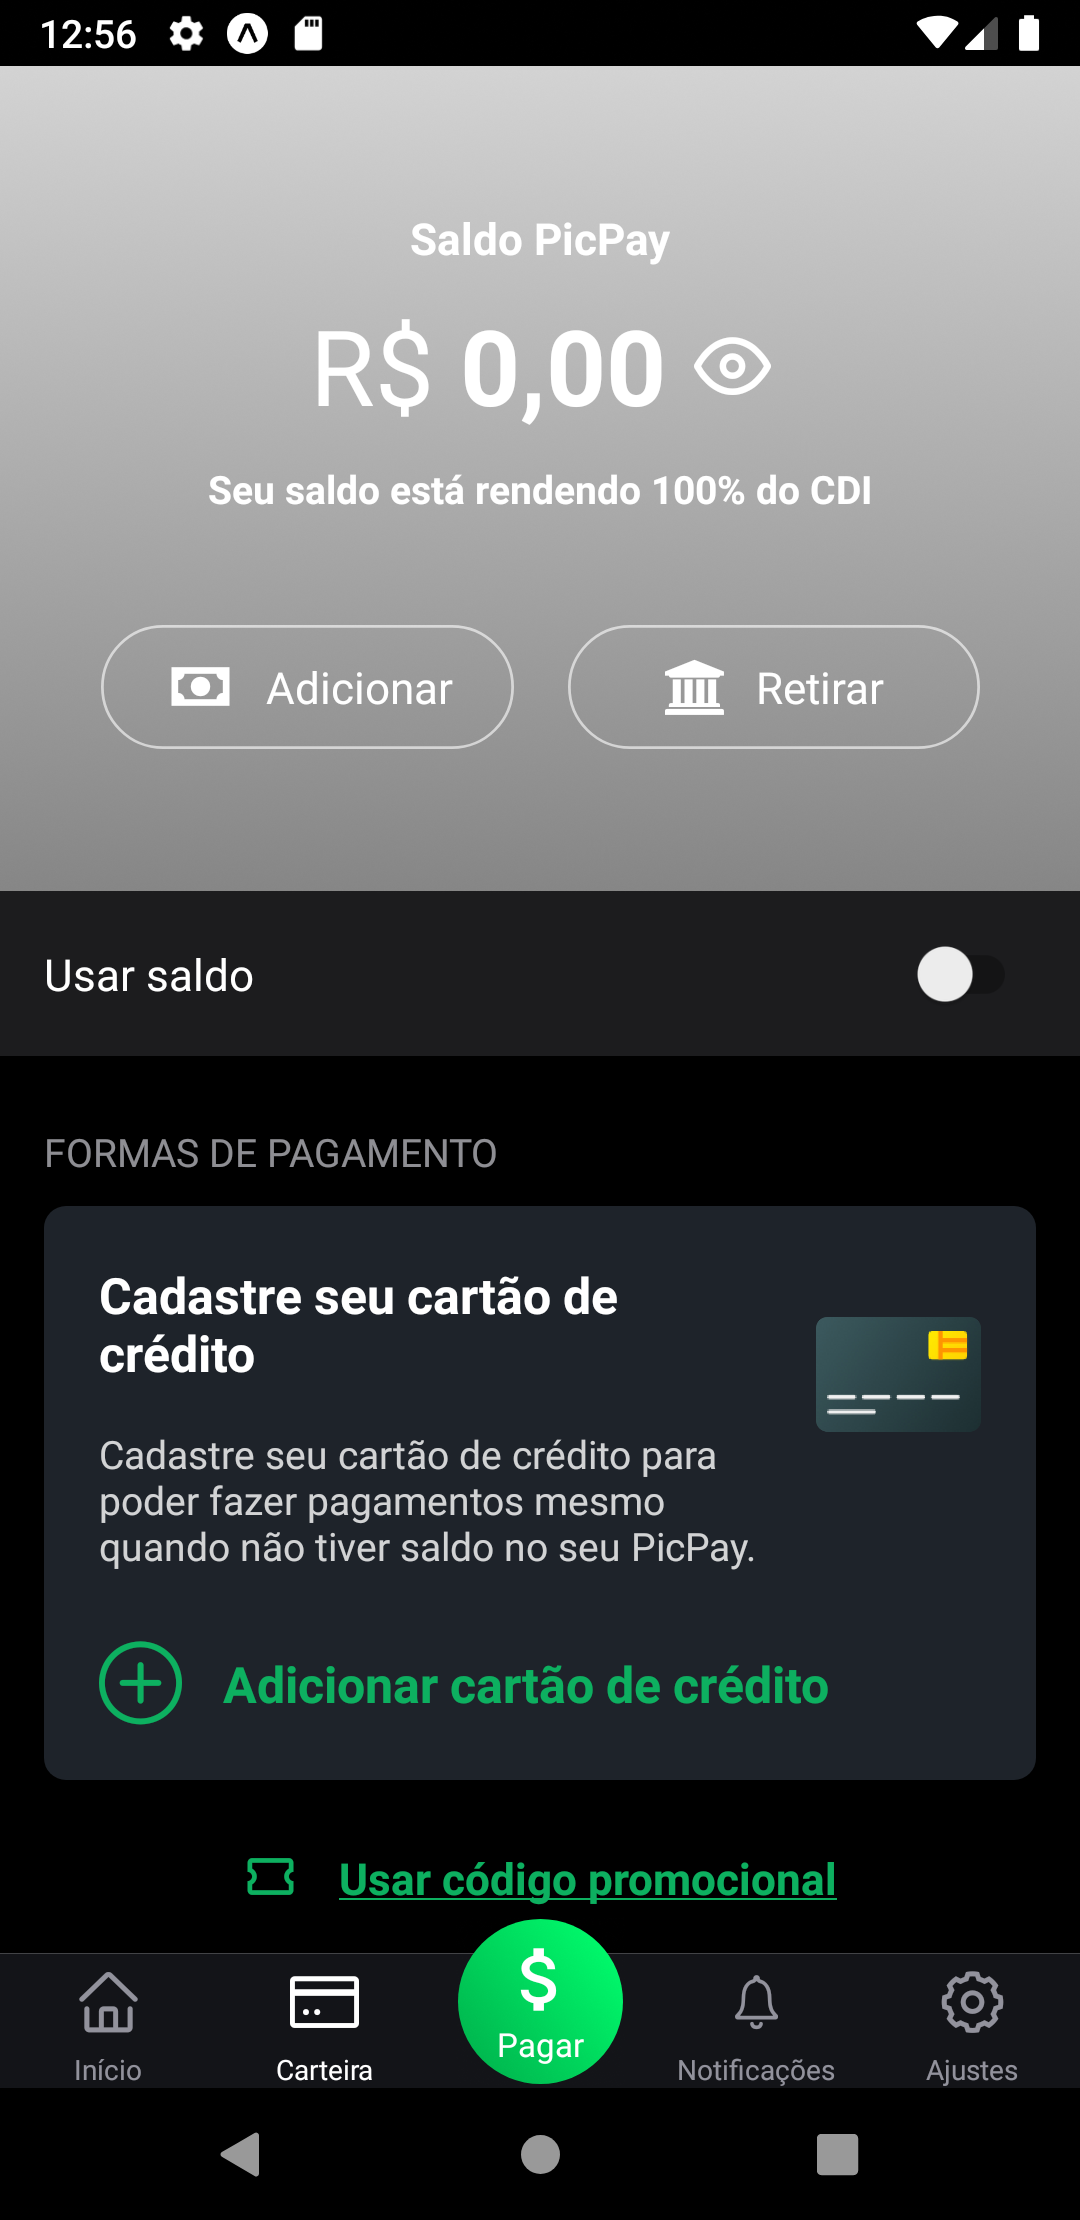 12:56
Saldo PicPay
R$ 0,00
Seu saldo está rendendo 100% do CDI
Adicionar
Retirar
Usar saldo
FORMAS DE PAGAMENTO
Cadastre seu cartão de
crédito
Cadastre seu cartão de crédito para
poder fazer pagamentos mesmo
quando não tiver saldo no seu PicPay.
Adicionar cartão de crédito
Usar código promocional
Início
Carteira
$
Pagar
Notificações
Ajustes